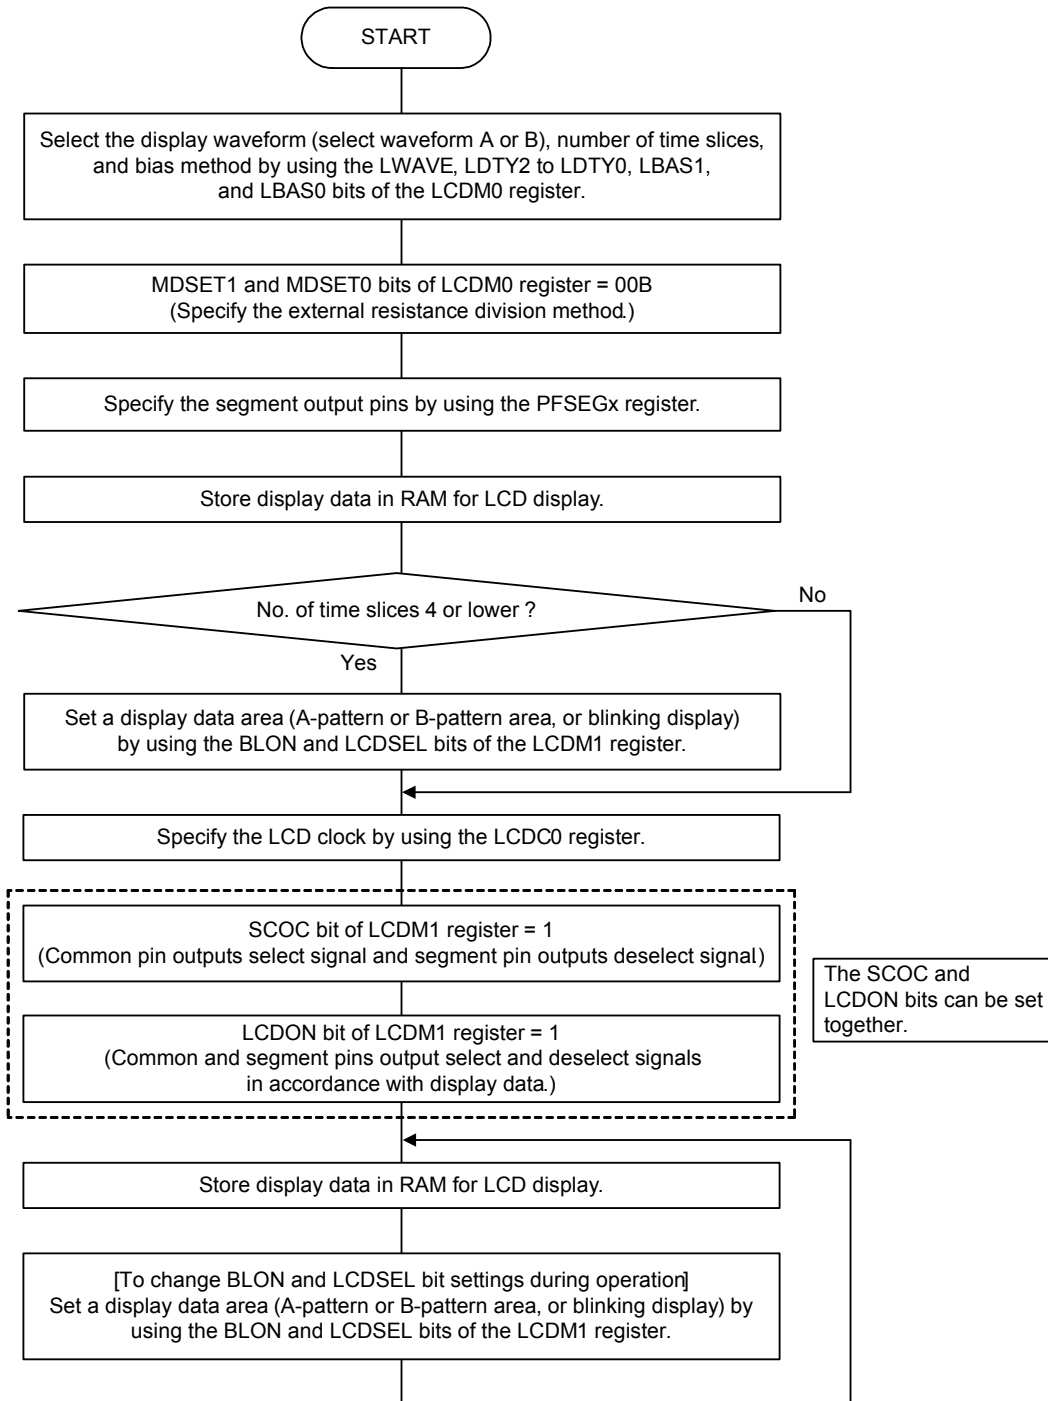 START
Select the display waveform (select waveform A or B), number of time slices,
and bias method by using the LWAVE, LDTY2 to LDTY0, LBAS1,
and LBAS0 bits of the LCDM0 register.
MDSET1 and MDSET0 bits of LCDM0 register = 00B
(Specify the external resistance division method.)
Specify the segment output pins by using the PFSEGx register.
Store display data in RAM for LCD display.
No. of time slices 4 or lower ?
No
Yes
Set a display data area (A-pattern or B-pattern area, or blinking display)
by using the BLON and LCDSEL bits of the LCDM1 register.
Specify the LCD clock by using the LCDC0 register.
SCOC bit of LCDM1 register = 1
(Common pin outputs select signal and segment pin outputs deselect signal.)
The SCOC and
LCDON bits can be set
together.
LCDON bit of LCDM1 register = 1
(Common and segment pins output select and deselect signals
in accordance with display data.)
Store display data in RAM for LCD display.
[To change BLON and LCDSEL bit settings during operation]
Set a display data area (A-pattern or B-pattern area, or blinking display) by
using the BLON and LCDSEL bits of the LCDM1 register.